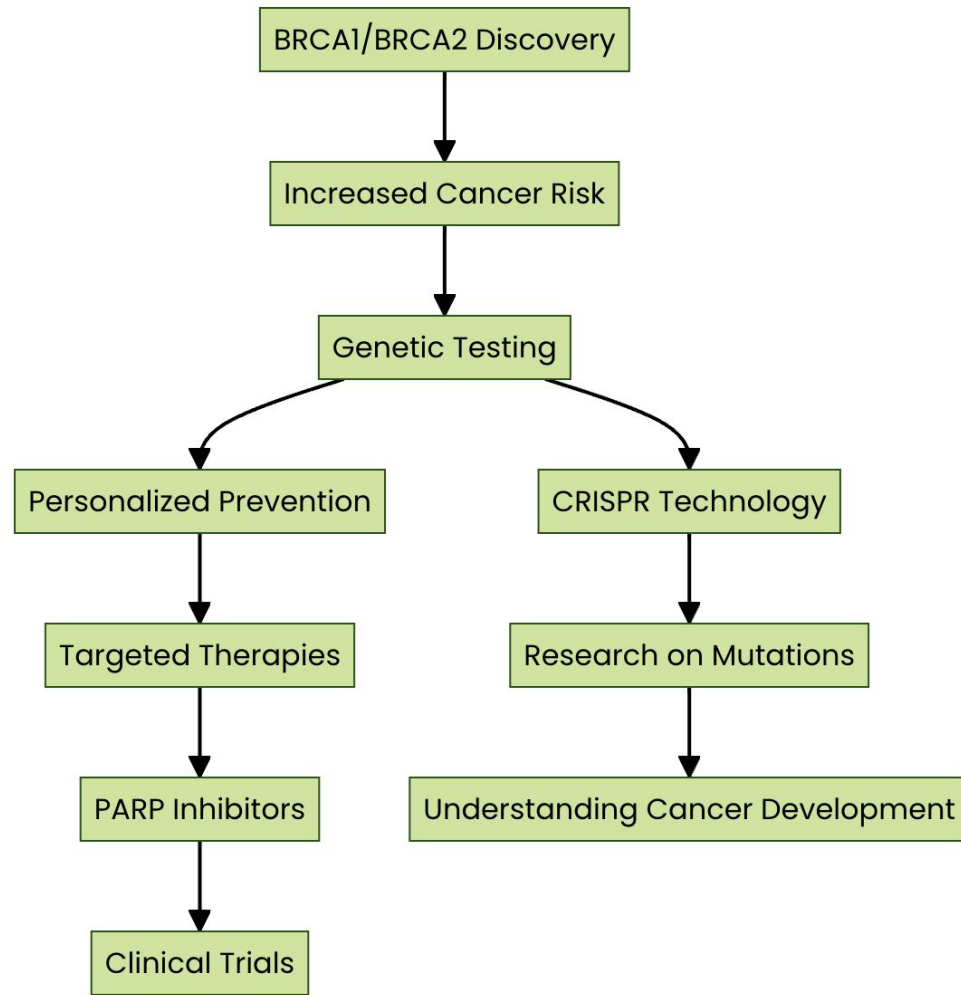 BRCA1/BRCA2 Discovery
Increased Cancer Risk
Genetic Testing
Personalized Prevention
CRISPR Technology
Targeted Therapies
Research on Mutations
PARP Inhibitors
Understanding Cancer Development
Clinical Trials